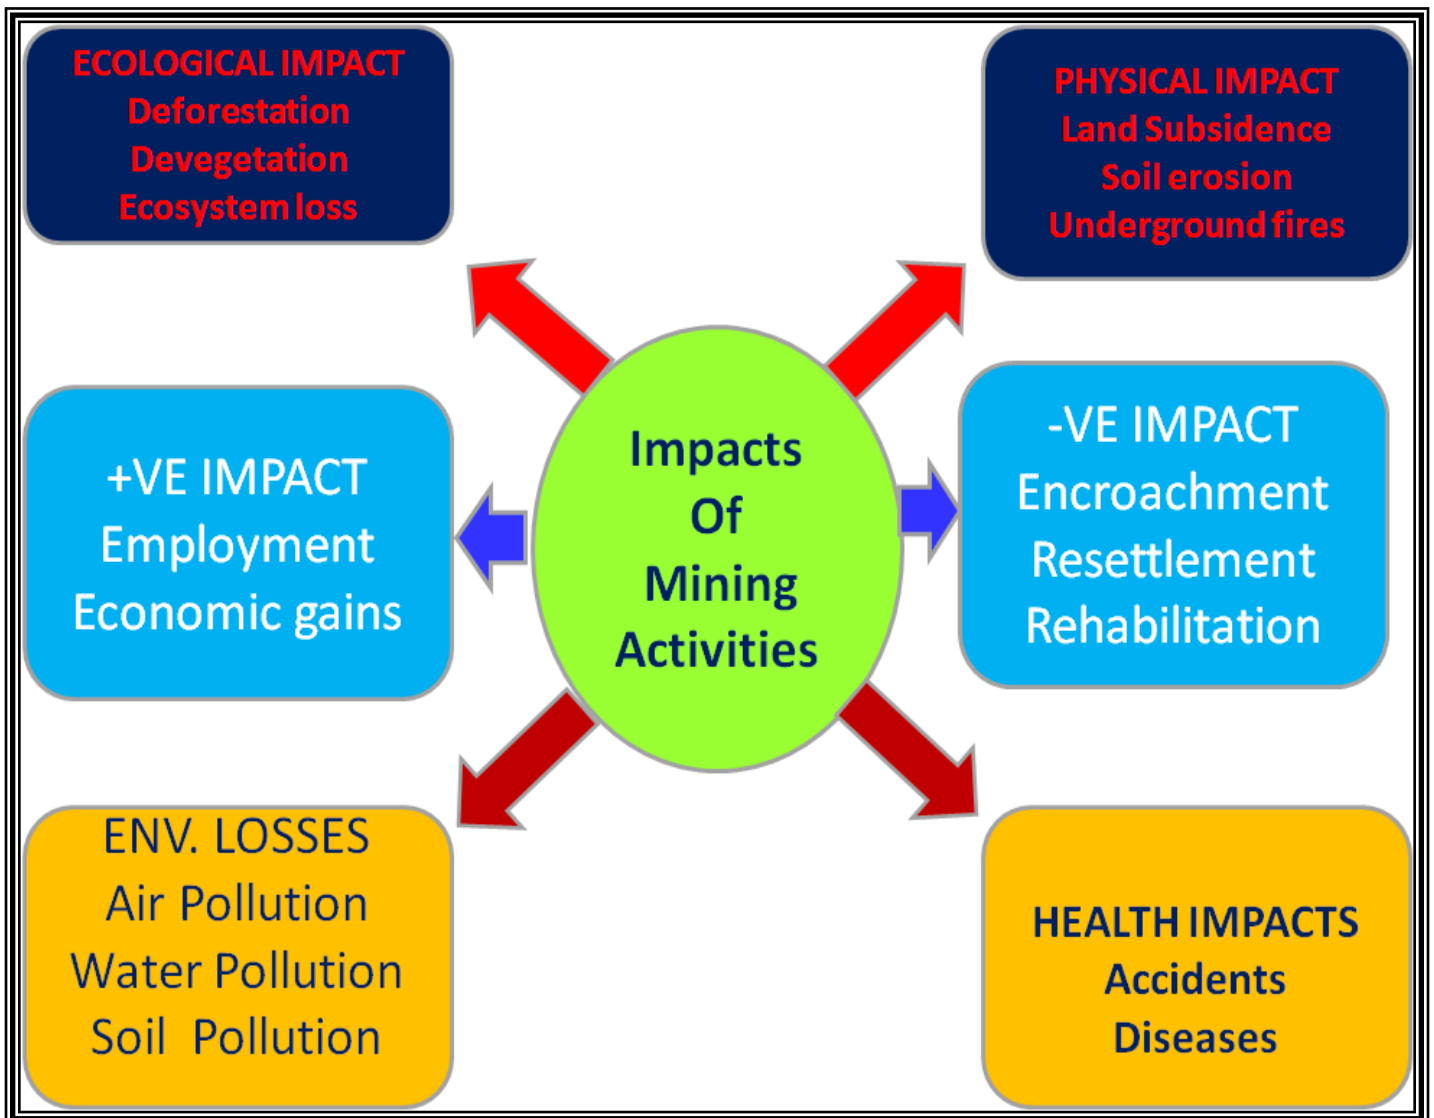 ECOLOGICAL IMPACT
Deforestation
Devegetation
Ecosystem loss
PHYSICAL IMPACT
Land Subsidence
Soil erosion
Underground fires
+VE IMPACT
Employment
Economic gains
Impacts
Of
Mining
Activities
-VE IMPACT
Encroachment
Resettlement
Rehabilitation
ENV. LOSSES
Air Pollution
Water Pollution
Soil Pollution
HEALTH IMPACTS
Accidents
Diseases